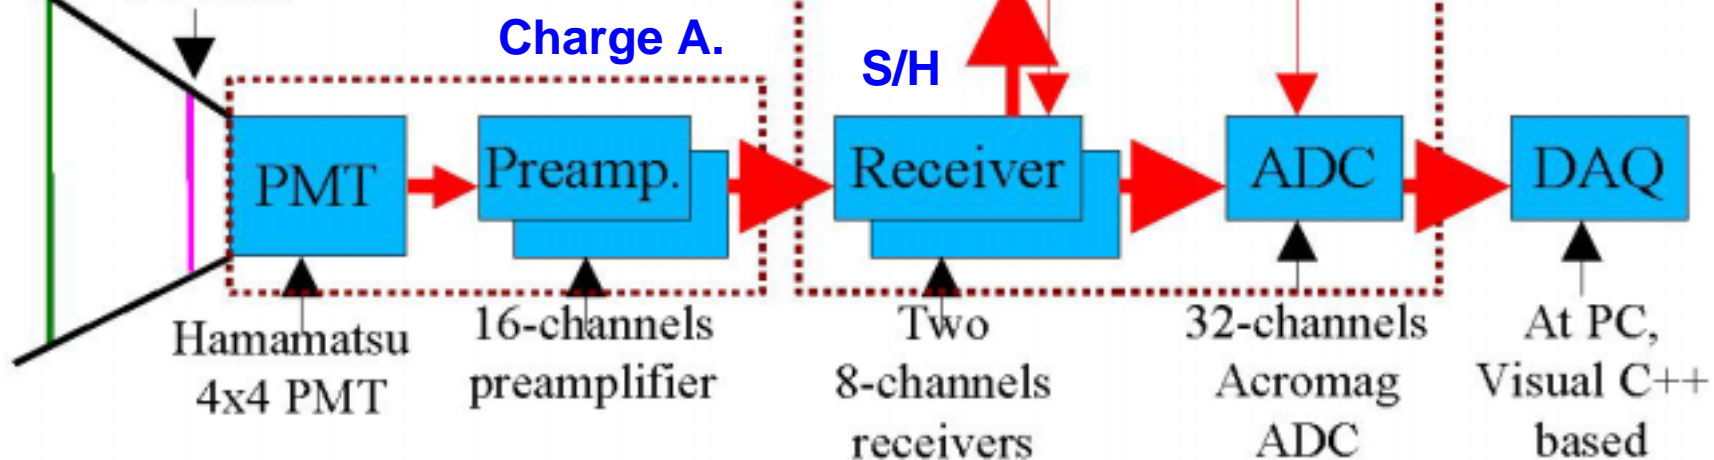 Charge A.
S/H
PMT
Preamp.
Receiver
ADC
DAQ
Hamamatsu
4x4 PMT
16-channels
preamplifier
Two
8-channels
receivers
32-channels
Acromag
ADC
At PC,
Visual C++
based